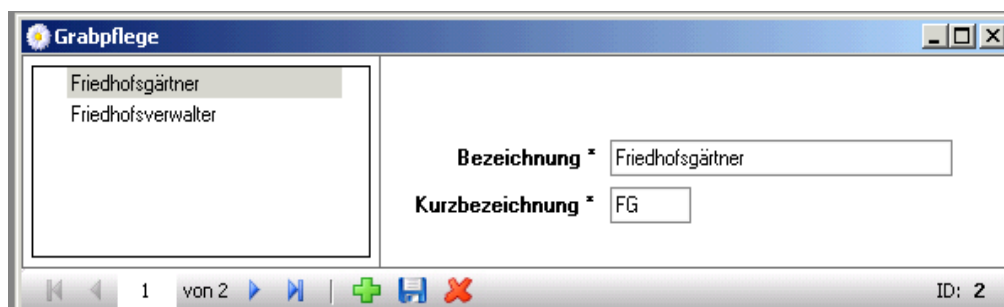 Grabpflege
Friedhofsgärtner
Friedhofsverwalter
Bezeichnung * Friedhofsgärtner
Kurzbezeichnung * FG
1 von 2 ID: 2